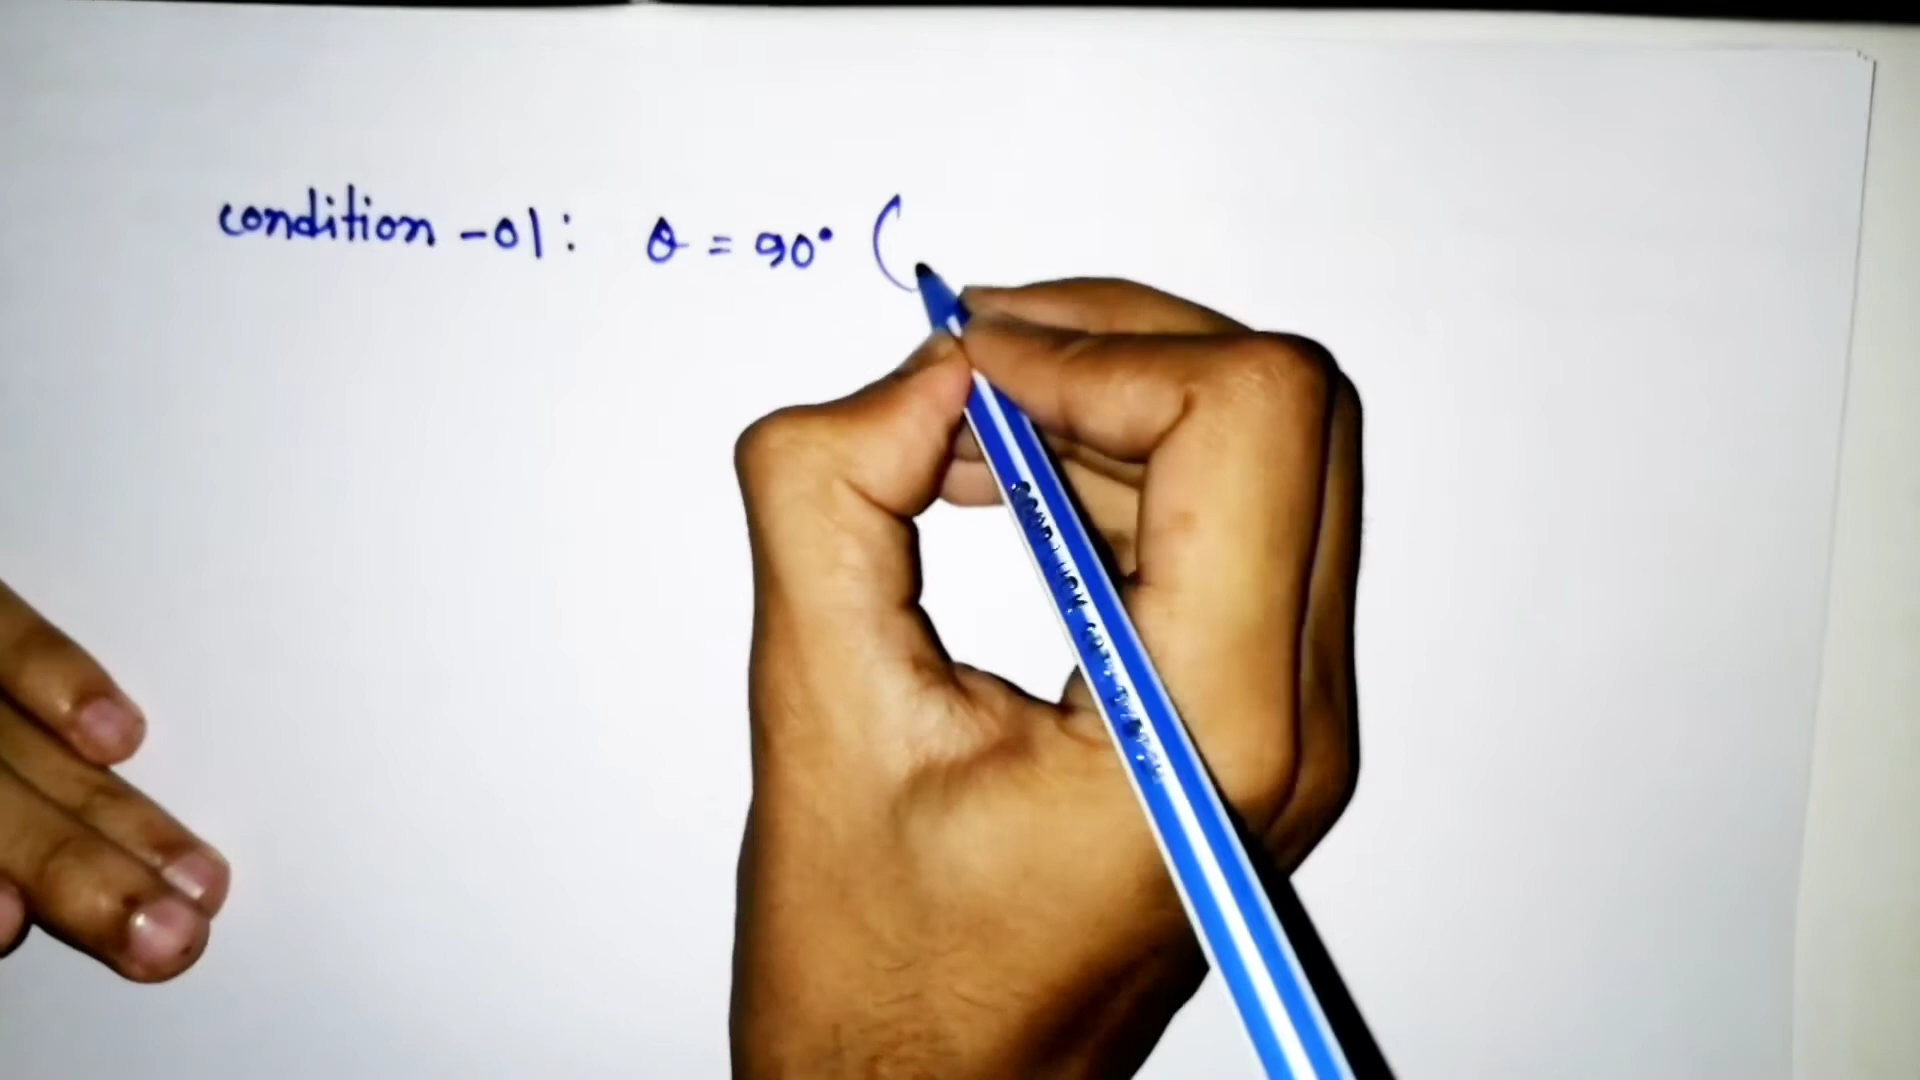 condition -01: θ = 90° (